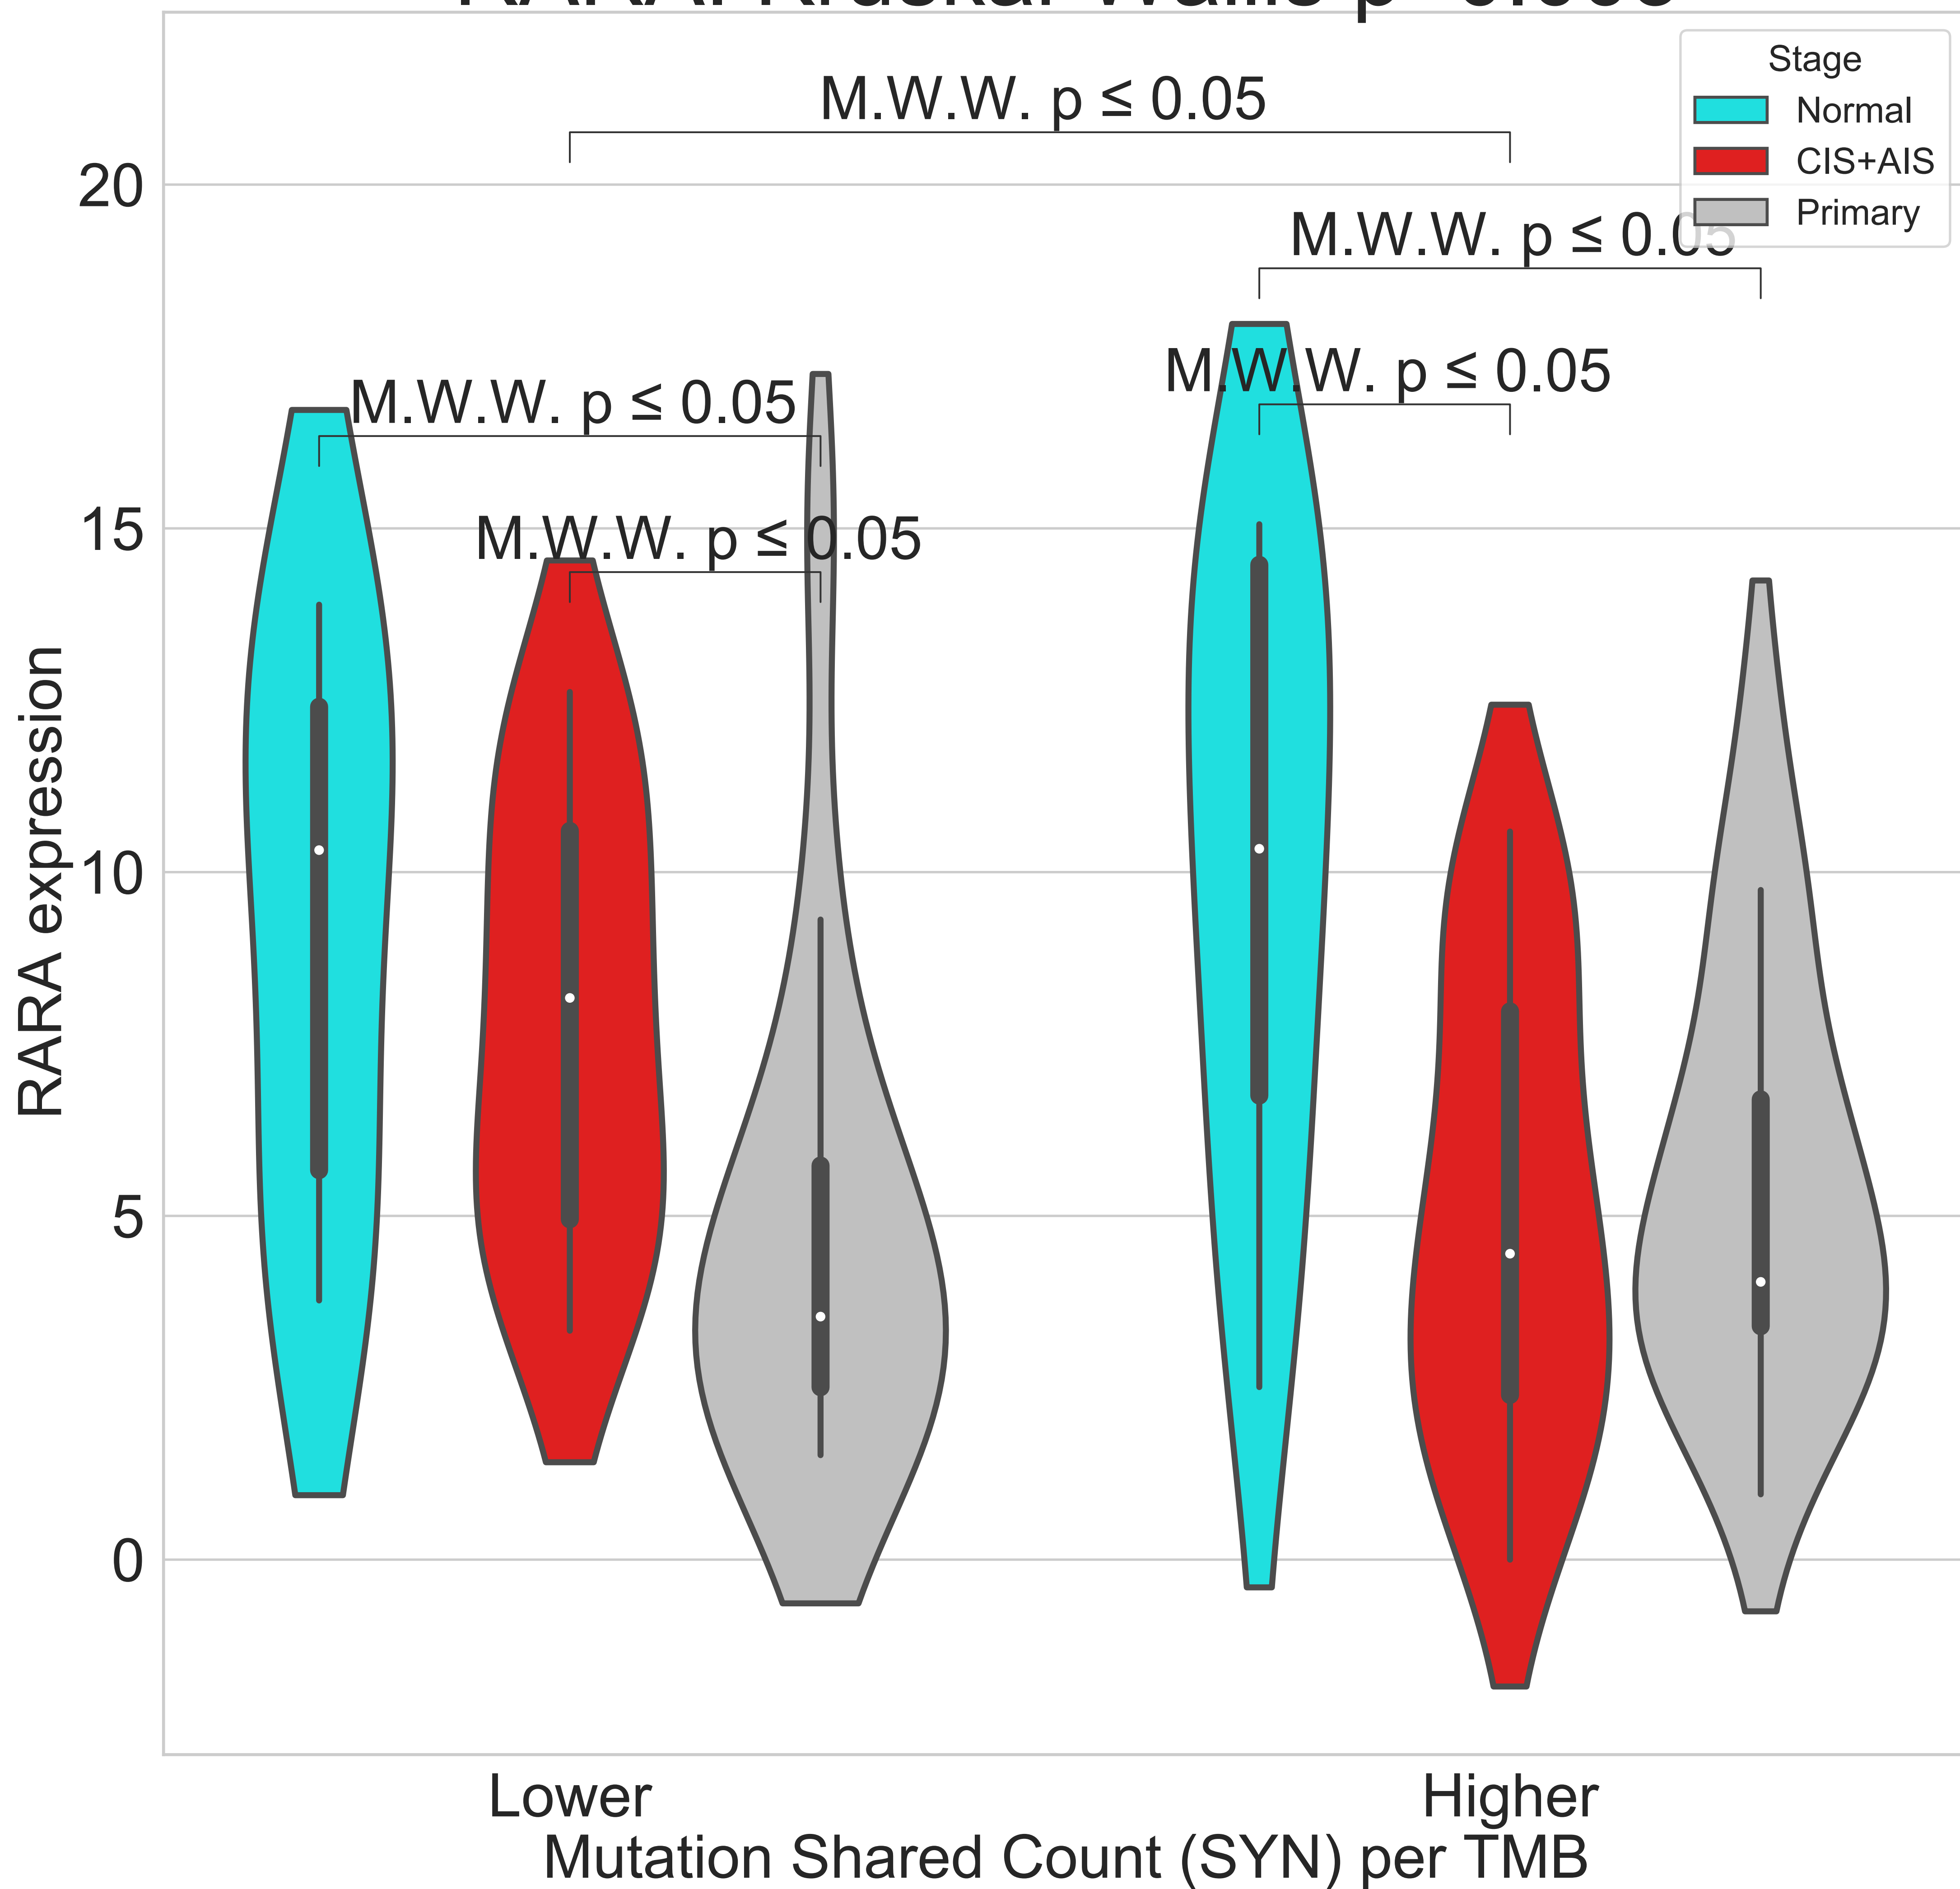 Stage
Normal
CIS+AIS
Primary
M.W.W. p ≤ 0.05
M.W.W. p ≤ 0.05
M.W.W. p ≤ 0.05
M.W.W. p ≤ 0.05
M.W.W. p ≤ 0.05
20
15
10
5
0
RARA expression
Lower
Higher
Mutation Shared Count (SYN) per TMB